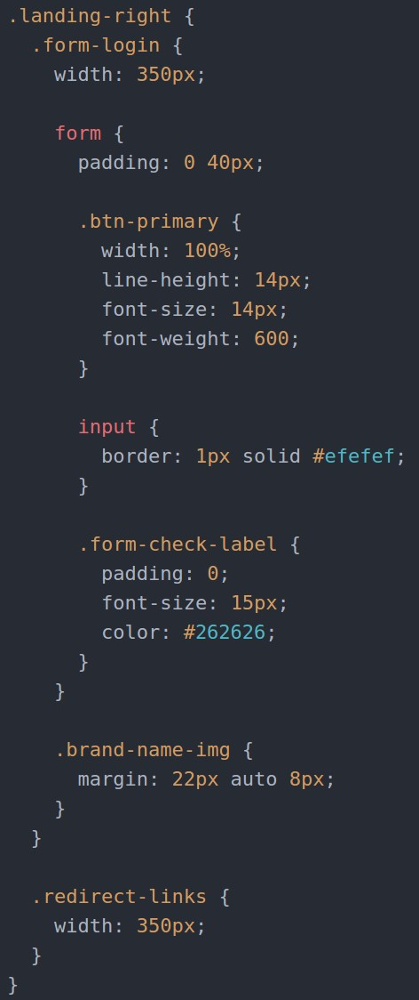 .landing-right {
  .form-login {
    width: 350px;

    form {
      padding: 0 40px;

      .btn-primary {
        width: 100%;
        line-height: 14px;
        font-size: 14px;
        font-weight: 600;
      }

      input {
        border: 1px solid #efefef;
      }

      .form-check-label {
        padding: 0;
        font-size: 15px;
        color: #262626;
      }
    }

    .brand-name-img {
      margin: 22px auto 8px;
    }
  }

  .redirect-links {
    width: 350px;
  }
}